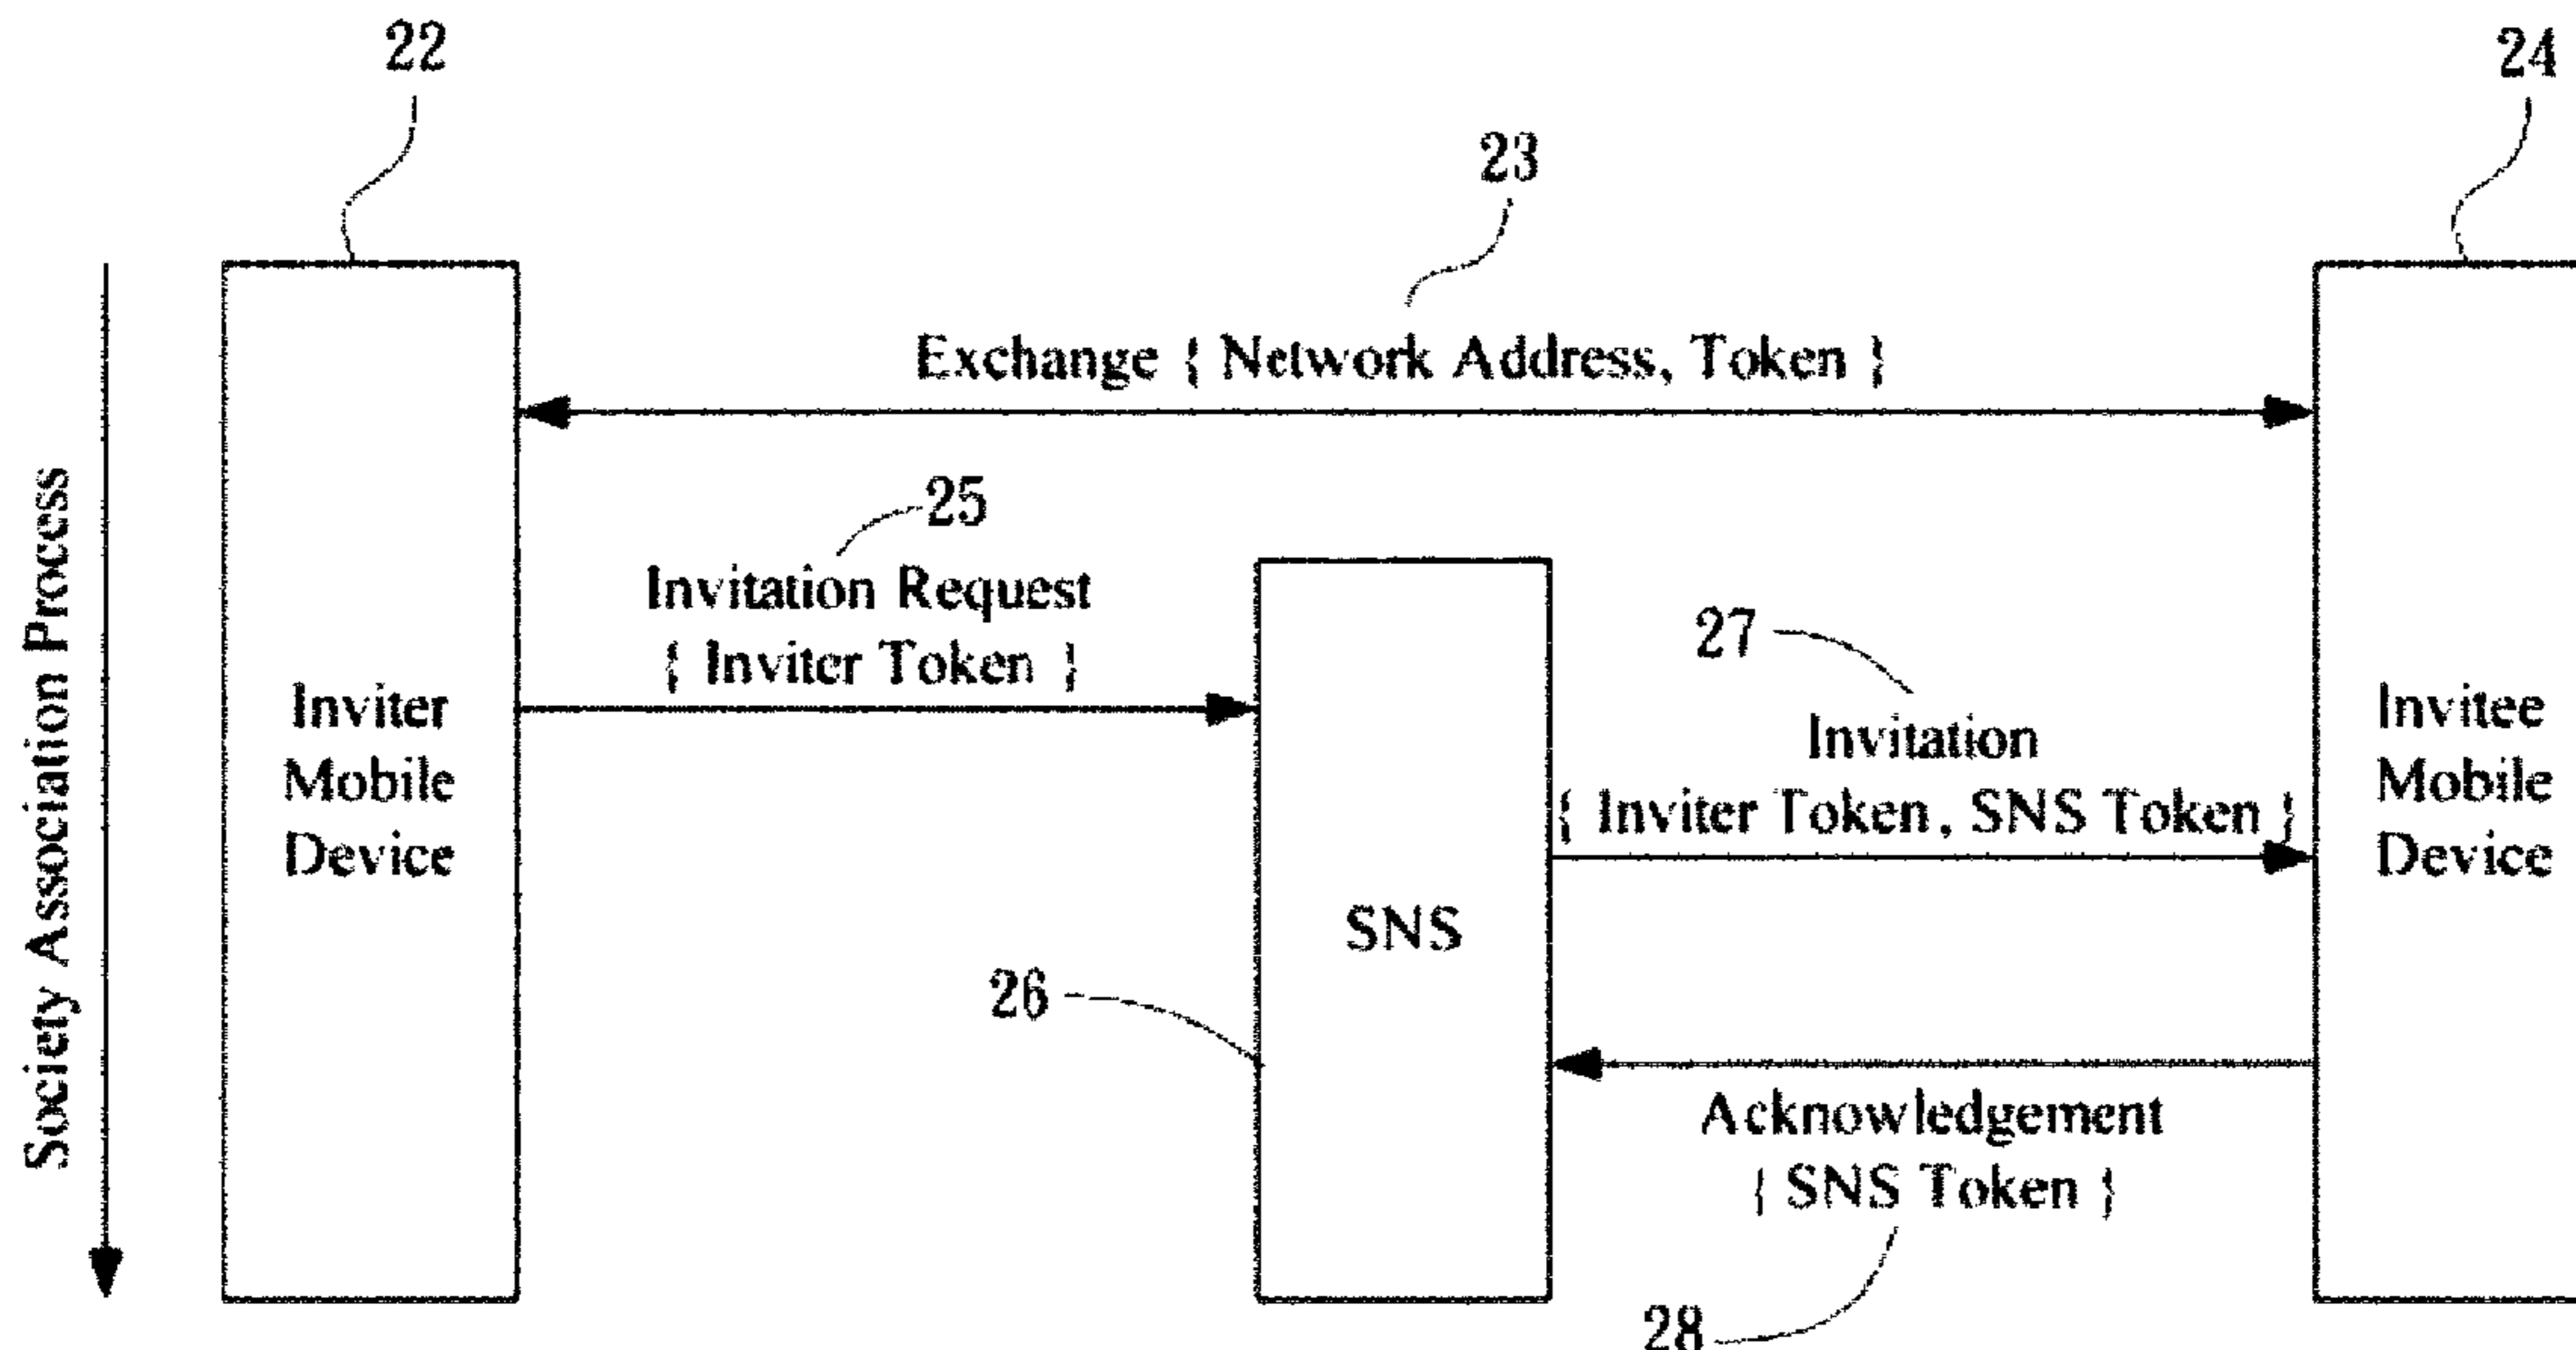 22
24
23
Exchange { Network Address, Token }
25
Invitation Request
{ Inviter Token }
27
Invitation
{ Inviter Token, SNS Token }
Inviter
Mobile
Device
SNS
Invitee
Mobile
Device
26
Acknowledgement
{ SNS Token }
28
Society Association Process